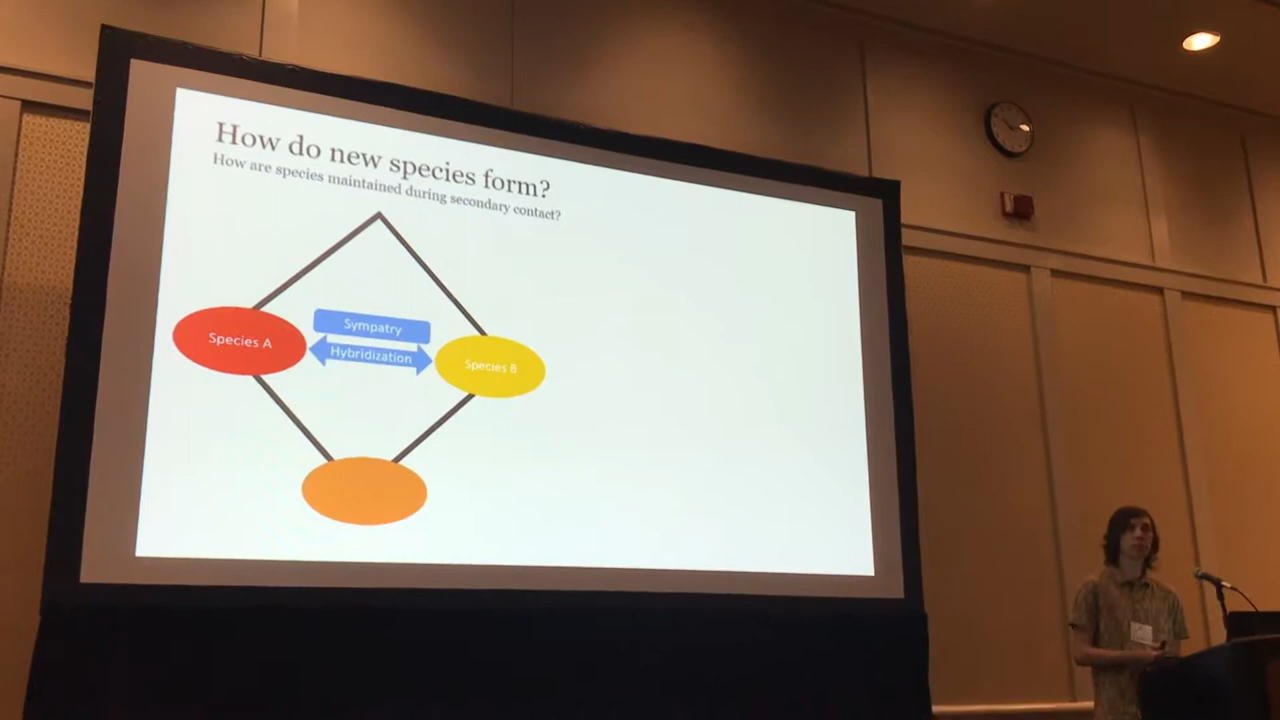 How do new species form?
How are species maintained during secondary contact?
Sympatry
Species A
Hybridization
Species B